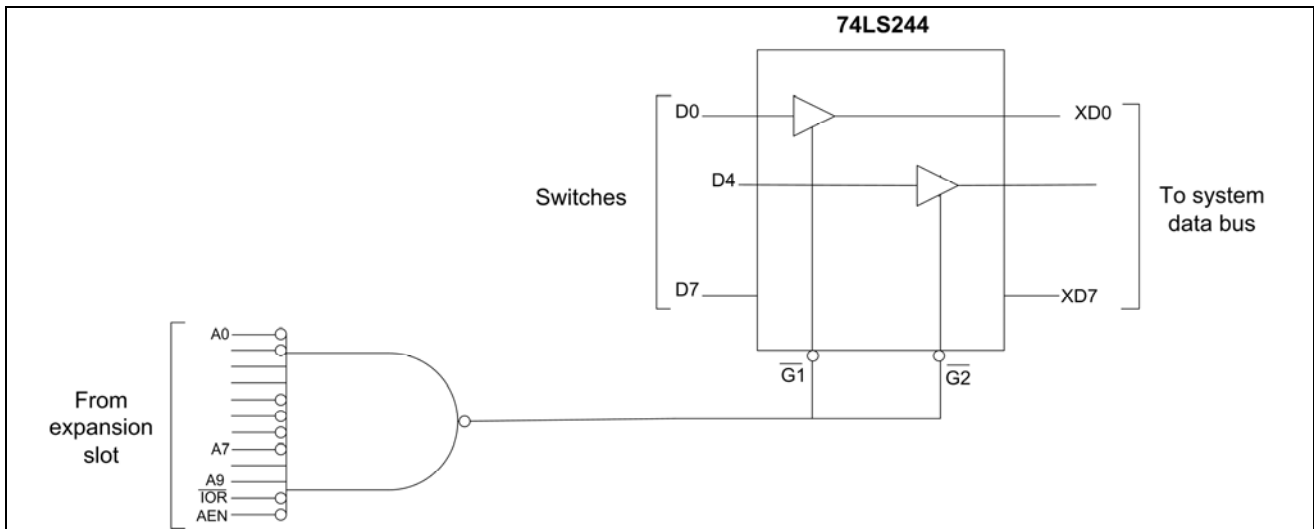 74LS244
D0
XD0
D4
Switches
To system
data bus
D7
XD7
A0
G1
G2
From
expansion
slot
A7
A9
IOR
AEN